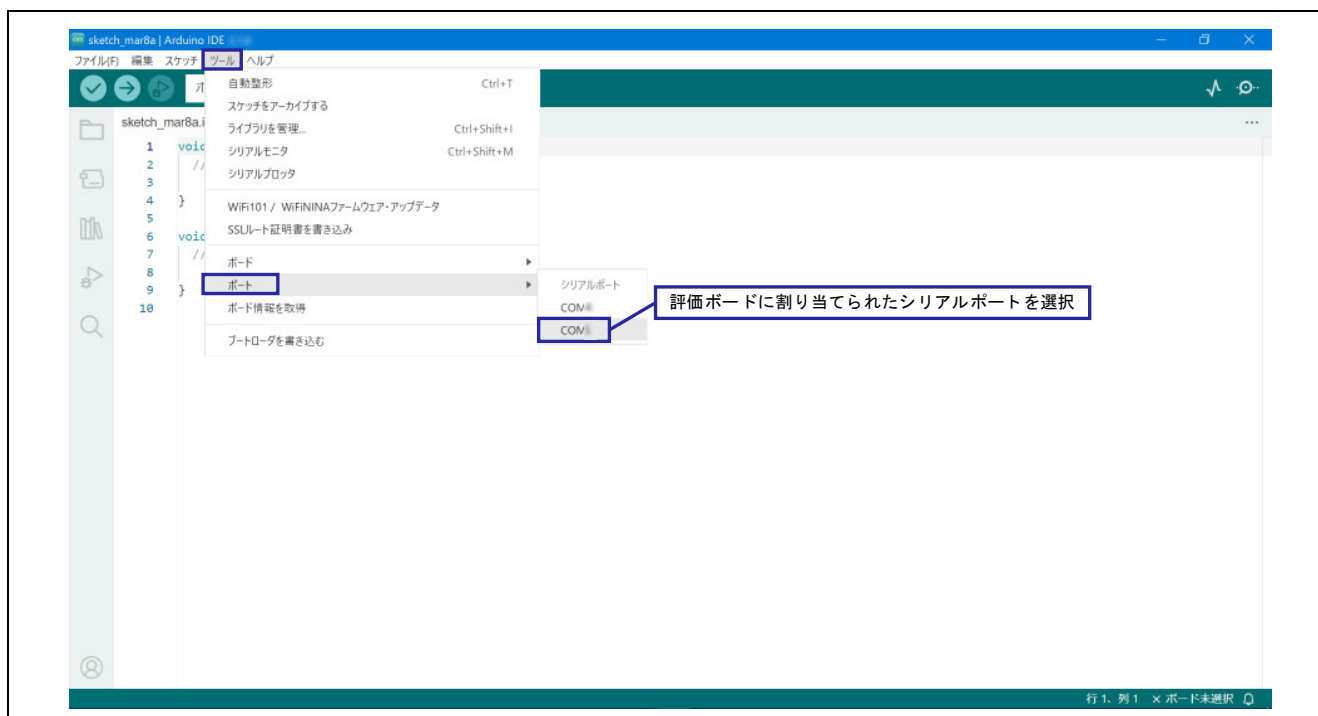 sketch_mar8a | Arduino IDE
ファイル(F) 編集 スケッチ ツール ヘルプ
自動整形 Ctrl+T
スケッチをアーカイブする
ライブラリを管理... Ctrl+Shift+I
シリアルモニタ Ctrl+Shift+M
シリアルプロッタ
WiFi101 / WiFiNINAファームウェア・アップデータ
SSLルート証明書を書き込み
ボード
ポート
ボード情報を取得
ブートローダを書き込む
シリアルポート
COM
COM
評価ボードに割り当てられたシリアルポートを選択
sketch_mar8a.i
1 void
2 //
3
4 }
5
6 void
7 //
8
9 }
10
行 1、列 1 × ボード未選択